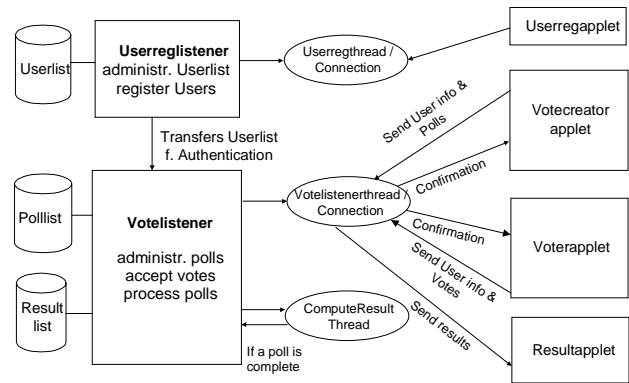 Userlist
Userreglistener
administr. Userlist
register Users
Userregthread /
Connection
Userregapplet
Transfers Userlist
f. Authentication
Send User info &
Polls
Votecreator
applet
Confirmation
Polllist
Votelistener
administr. polls
accept votes
process polls
Votelistenerthread /
Connection
Confirmation
Send User info &
Votes
Voterapplet
Result
list
ComputeResult
Thread
If a poll is
complete
Send results
Resultapplet